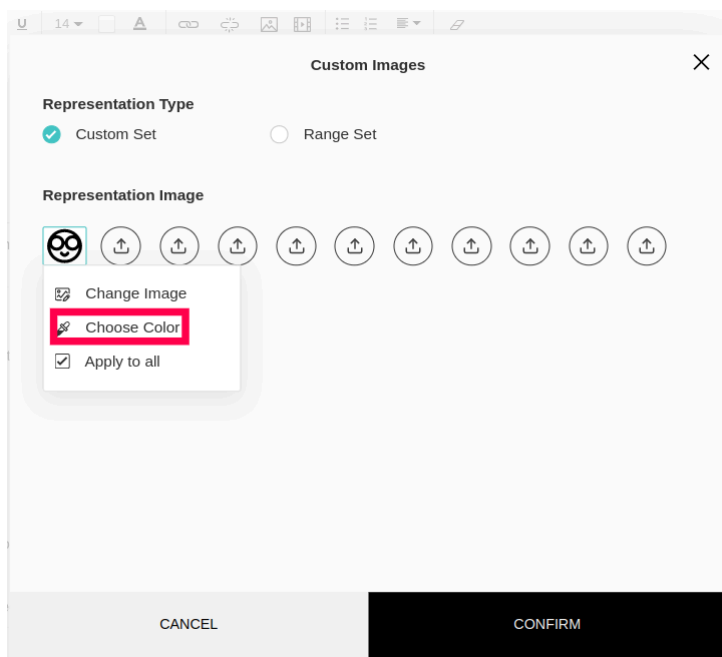 U 14 A
Custom Images
Representation Type
Custom Set Range Set
Representation Image
Change Image
Choose Color
Apply to all
CANCEL CONFIRM